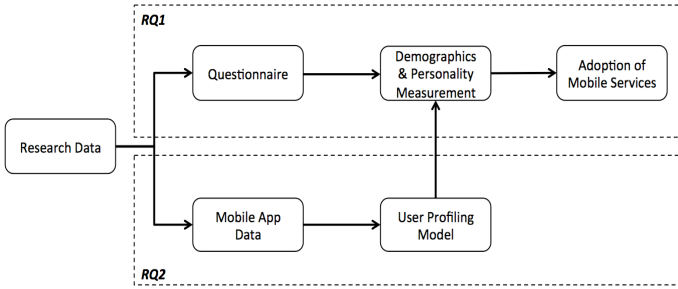 RQ1
Questionnaire
Demographics
& Personality
Measurement
Adoption of
Mobile Services
Research Data
Mobile App
Data
User Profiling
Model
RQ2